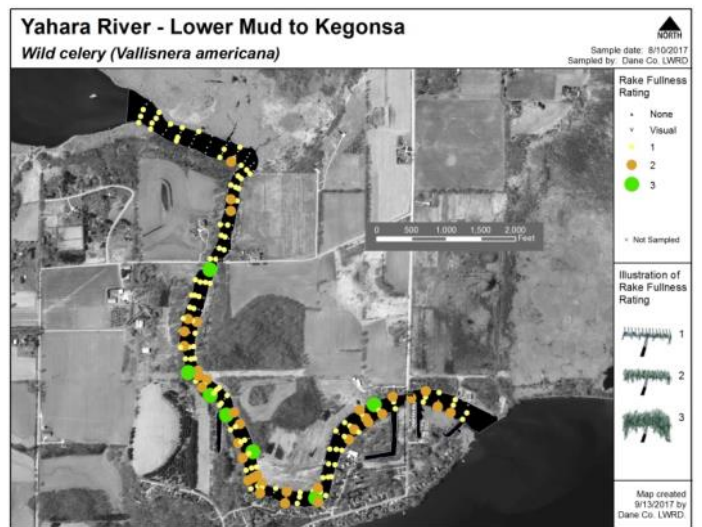 Yahara River - Lower Mud to Kegonsa
Wild celery (Vallisnera americana)
NORTH
Sample date: 8/10/2017
Sampled by: Dane Co. LWRD
Rake Fullness
Rating
None
Visual
1
2
3
Not Sampled
0 500 1,000 1,500 2,000
Feet
Illustration of
Rake Fullness
Rating
1
2
3
Map created
9/13/2017 by
Dane Co. LWRD.